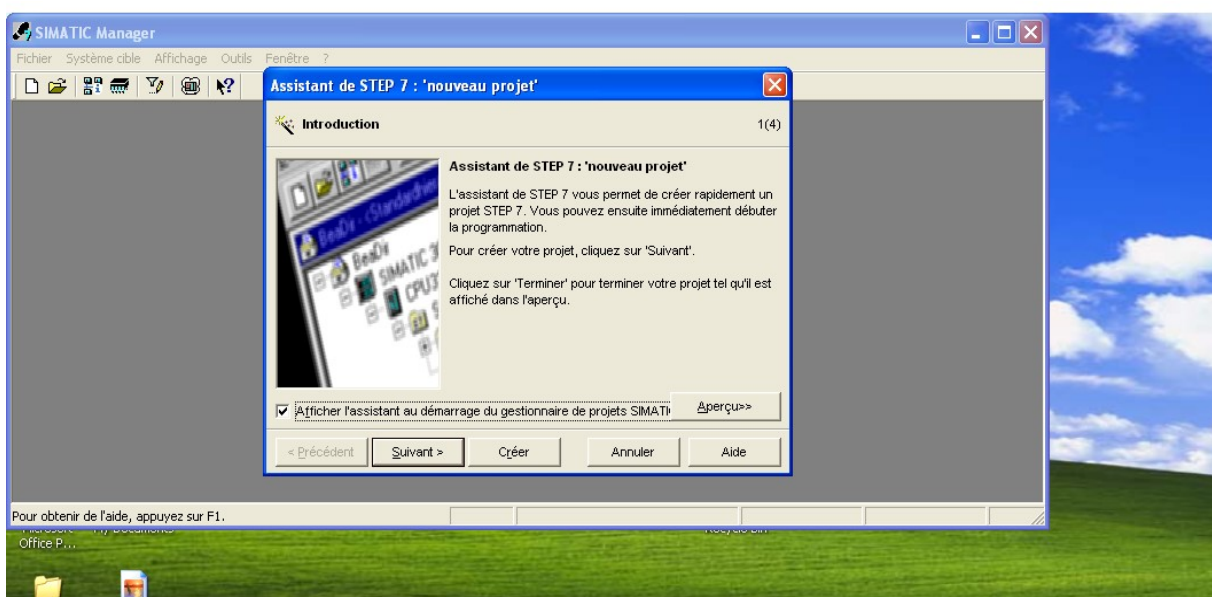 SIMATIC Manager
Fichier Système cible Affichage Outils Fenêtre ?
Assistant de STEP 7 : 'nouveau projet'
Introduction 1(4)
Assistant de STEP 7 : 'nouveau projet'
L'assistant de STEP 7 vous permet de créer rapidement un
projet STEP 7. Vous pouvez ensuite immédiatement débuter
la programmation.
Pour créer votre projet, cliquez sur 'Suivant'.
Cliquez sur 'Terminer' pour terminer votre projet tel qu'il est
affiché dans l'aperçu.
BeaDir
BeaDir
SIMATIC 3
CPU3
Afficher l'assistant au démarrage du gestionnaire de projets SIMATI
Aperçu>>
< Précédent Suivant > Créer Annuler Aide
Pour obtenir de l'aide, appuyez sur F1.
Office P...